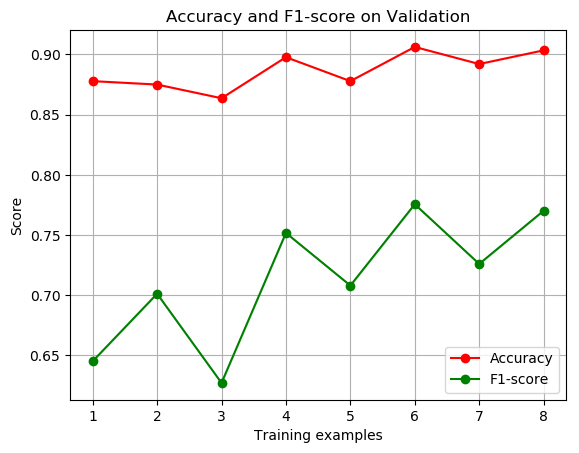 Accuracy and F1-score on Validation
0.90
0.85
0.80
0.75
0.70
0.65
Score
1 2 3 4 5 6 7 8
Training examples
Accuracy
F1-score